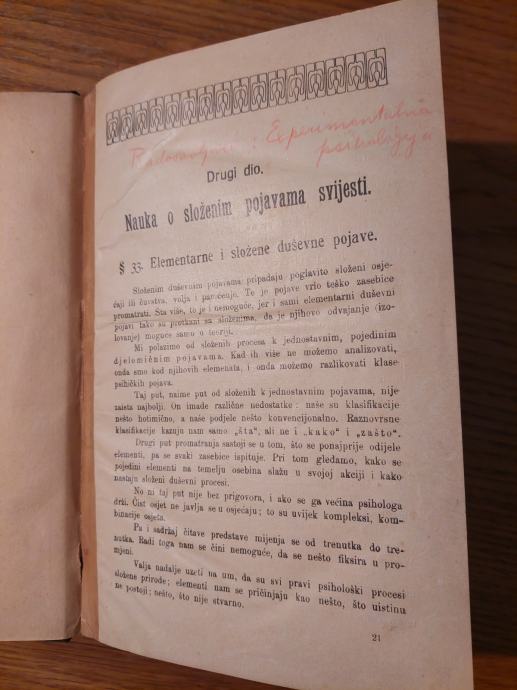 Radosavljević: Experimentalna
psihologija
Drugi dio.
Nauka o složenim pojavama svijesti.
§ 33. Elementarne i složene duševne pojave.
Složenim duševnim pojavama pripadaju poglavito složeni osje-
ćaji ili čuvstva, volja i pamćenje. Te je pojave vrlo teško zasebice
promatrati. Šta više, to je i nemoguće, jer i sami elementarni duševni
pojavi tako su protkani sa složenima, da je njihovo odvajanje (izo-
lovanje) moguće samo u teoriji.
Mi polazimo od složenih procesa k jednostavnim, pojedinim
djelomičnim pojavama. Kad ih više ne možemo analizovati,
onda smo kod njihovih elemenata, i onda možemo razlikovati klase
psihičkih pojava.
Taj put, naime put od složenih k jednostavnim pojavama, nije
zaista najbolji. On imade različne nedostatke: naše su klasifikacije
nešto hotimično, a naše podjele nešto konvencijonalno. Raznovrsne
klasifikacije kazuju nam samo „šta“, ali ne i „kako“ i „zašto“.
Drugi put promatranja sastoji se u tom, što se ponajprije odijele
elementi, pa se svaki zasebice ispituje. Pri tom gledamo, kako se
pojedini elementi na temelju osebina slažu u svojoj akciji i kako
nastaju složeni duševni procesi.
No ni taj put nije bez prigovora, i ako se ga većina psihologa
drži. Čist osjet ne javlja se u osjećaju; to su uvijek kompleksi, kom-
binacije osjeta.
Pa i sadržaj čitave predstave mijenja se od trenutka do tre-
nutka. Radi toga nam se čini nemoguće, da se nešto fiksira u pro-
mjeni.
Valja nadalje uzeti na um, da su svi pravi psihološki procesi
složene prirode; elementi nam se pričinjaju kao nešto, što uistinu
ne postoji; nešto, što nije stvarno.
21